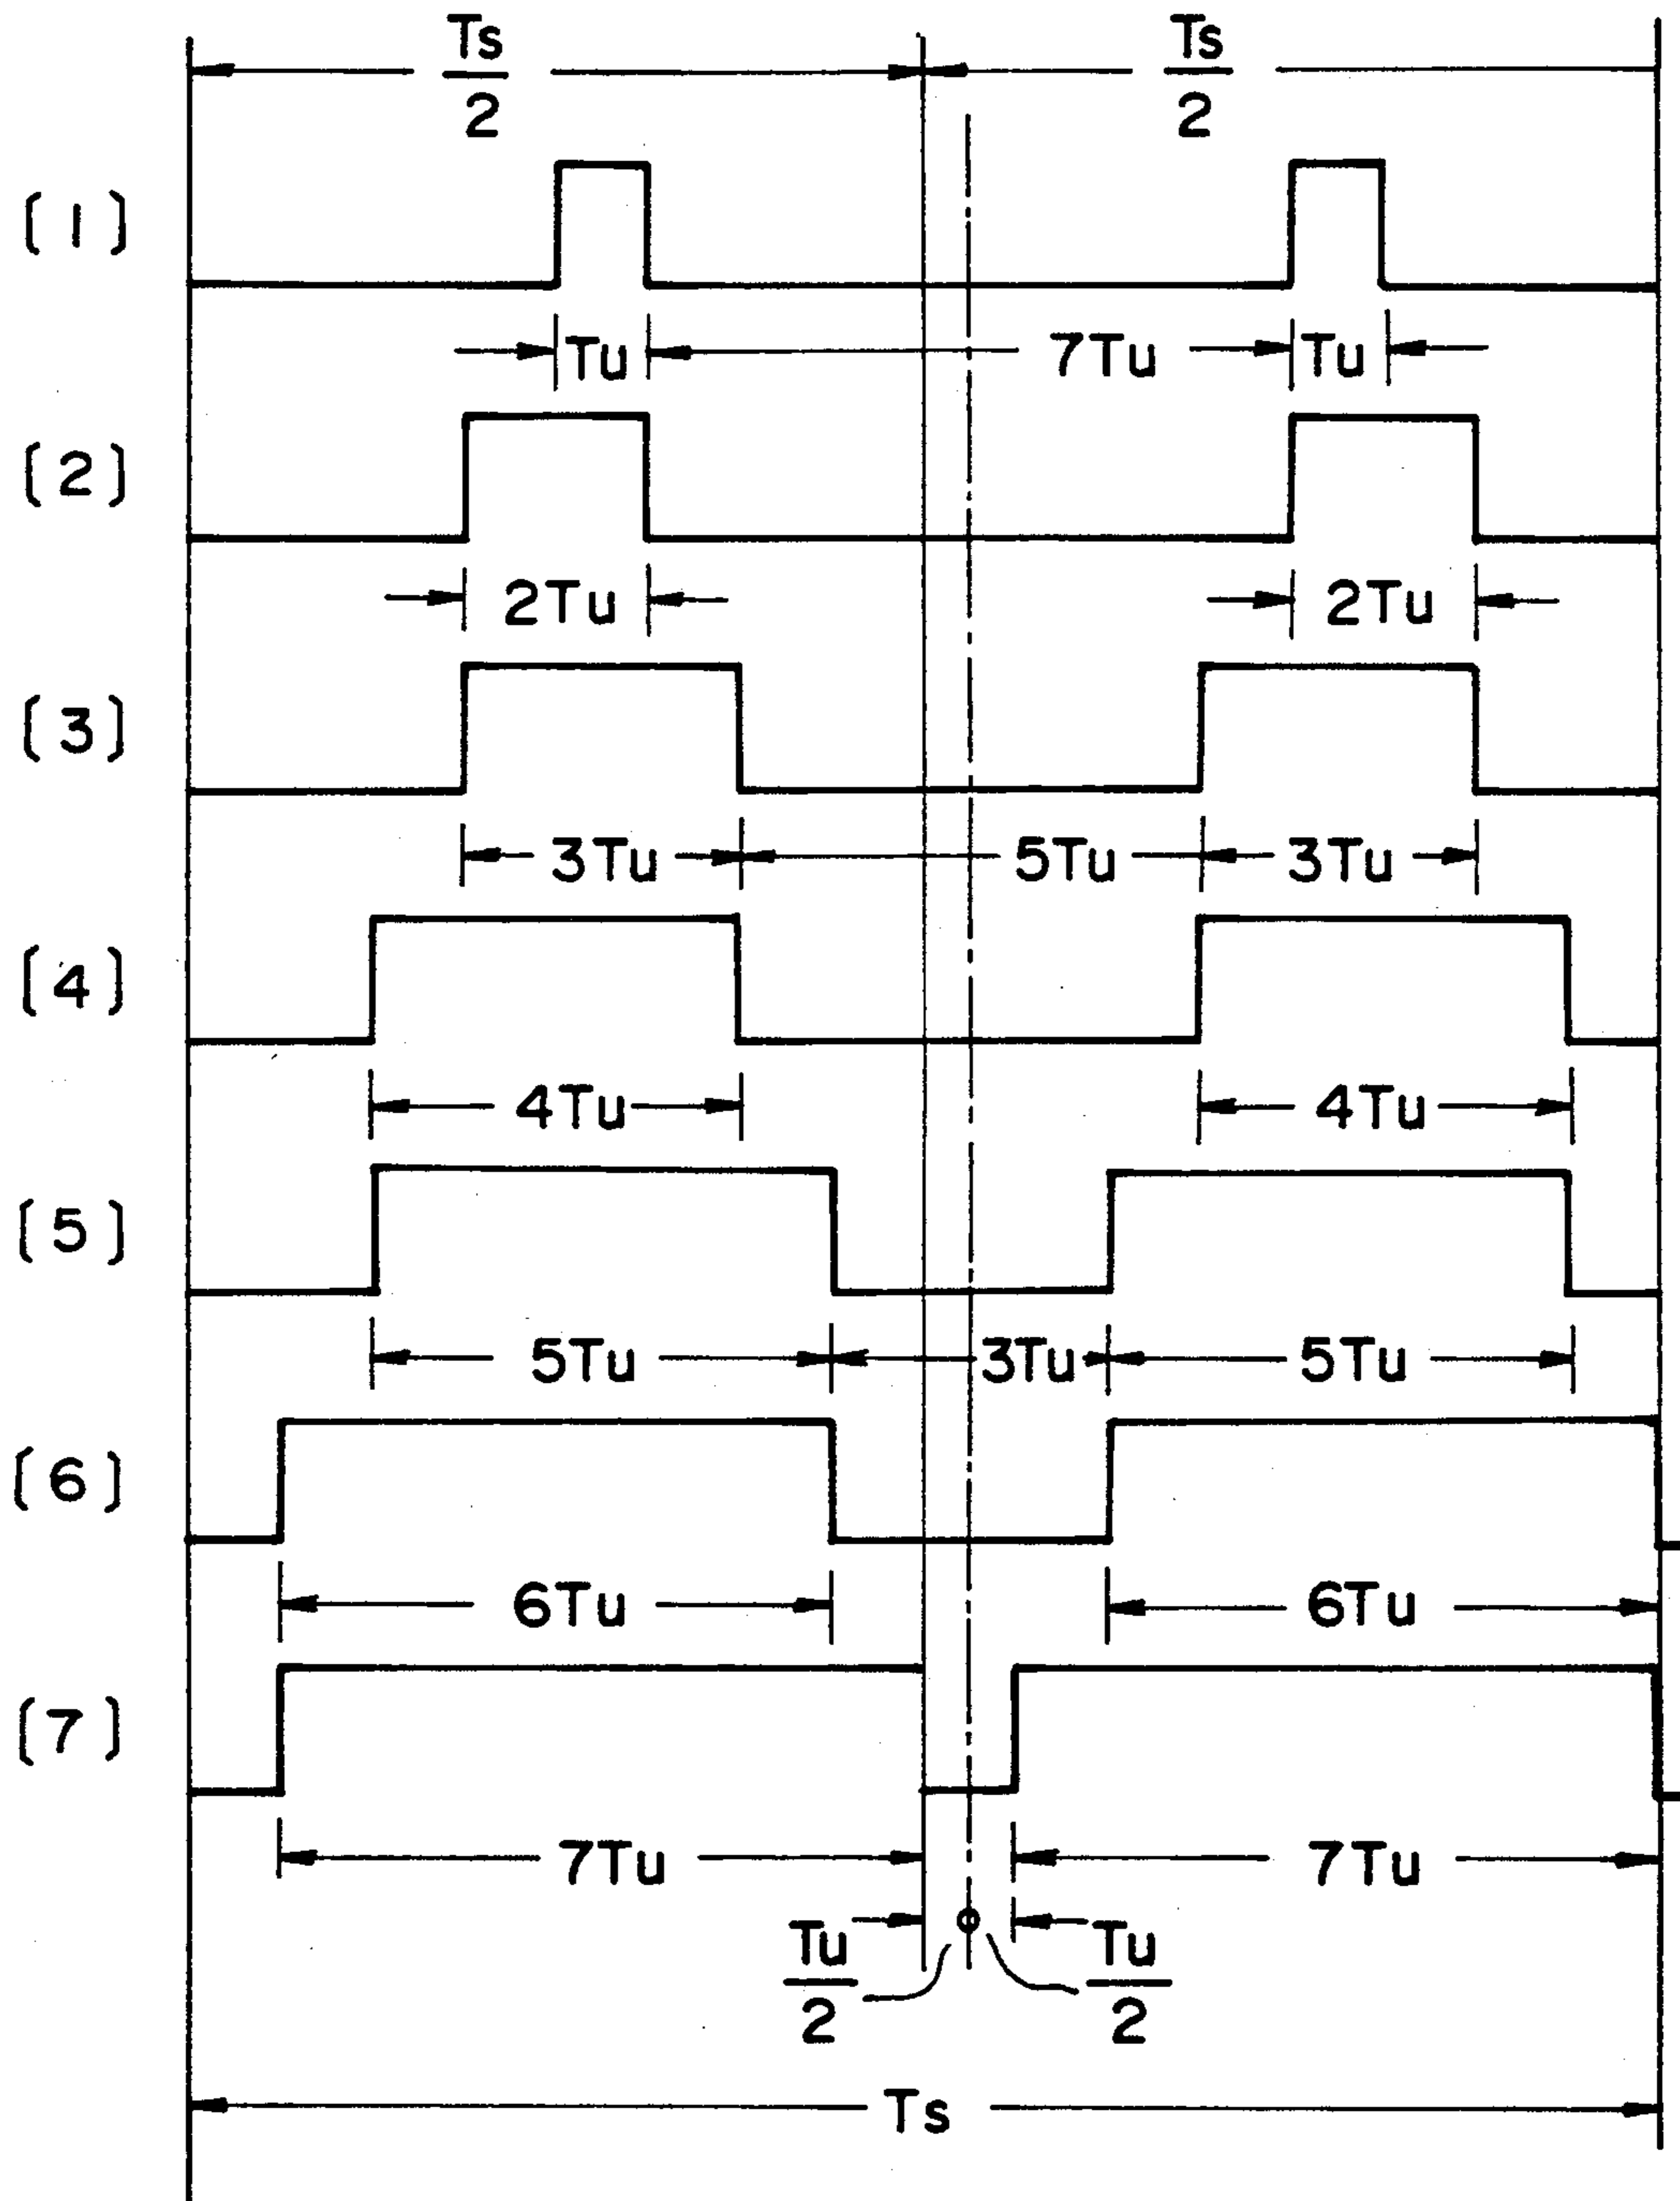 Ts/2 Ts/2
[1]
Tu 7Tu Tu
[2]
2Tu 2Tu
[3]
3Tu 5Tu 3Tu
[4]
4Tu 4Tu
[5]
5Tu 3Tu 5Tu
[6]
6Tu 6Tu
[7]
7Tu 7Tu
Tu/2 Tu/2
Ts